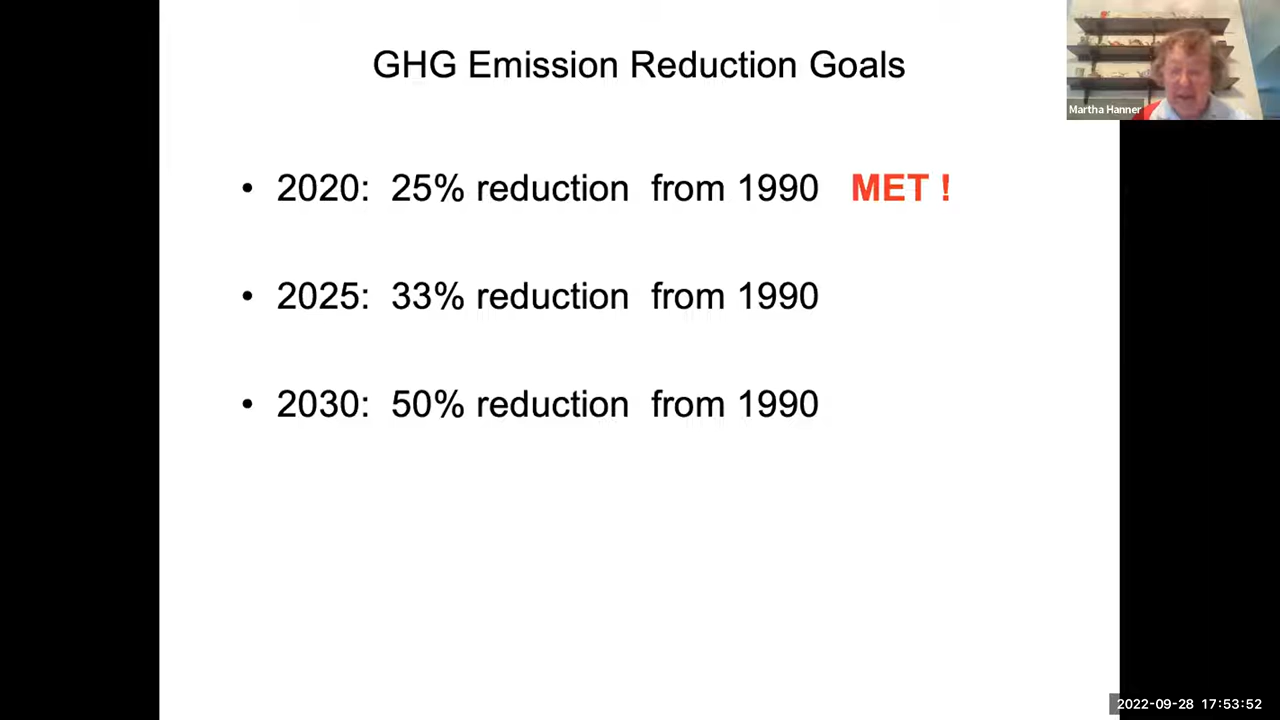 GHG Emission Reduction Goals
Martha Hanner
• 2020: 25% reduction from 1990 MET !
• 2025: 33% reduction from 1990
• 2030: 50% reduction from 1990
2022-09-28 17:53:52